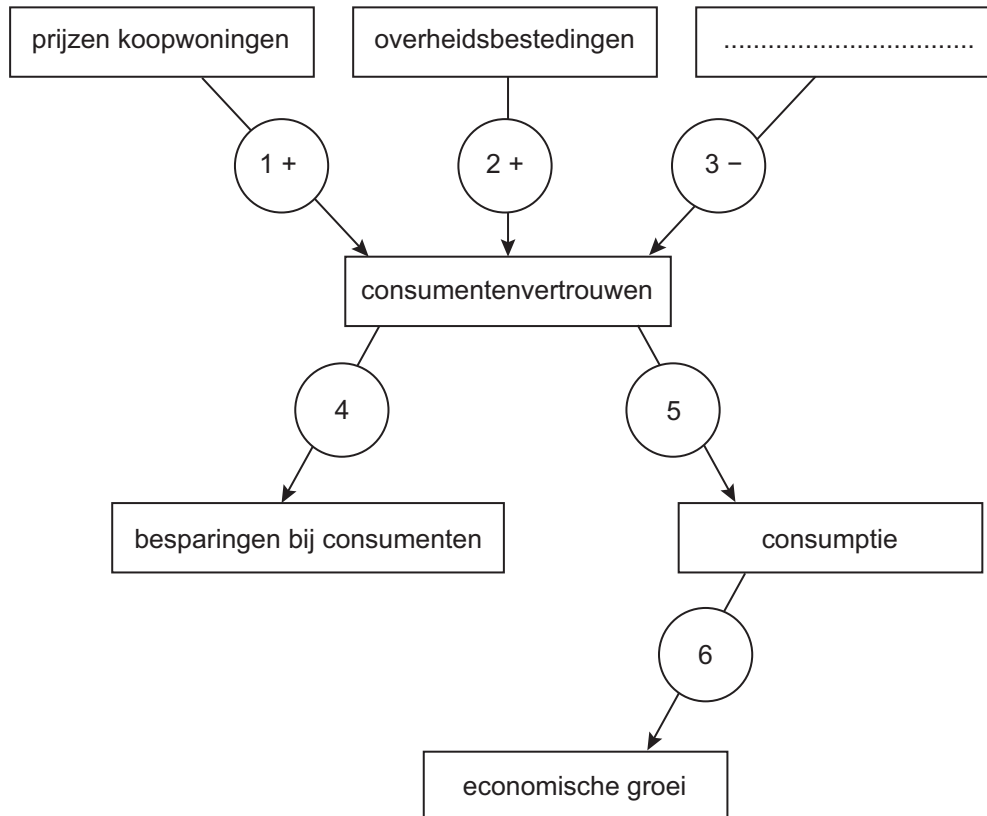 prijzen koopwoningen
overheidsbestedingen
..................................
1 +
2 +
3 −
consumentenvertrouwen
4
5
besparingen bij consumenten
consumptie
6
economische groei